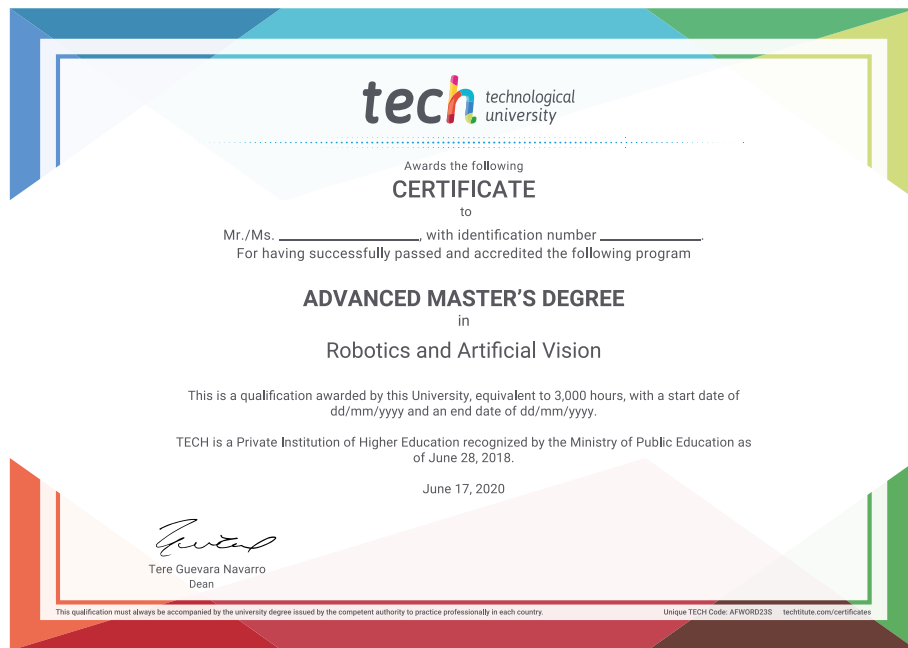 tech technological
university
Awards the following
CERTIFICATE
to
Mr./Ms. ____________________, with identification number ______________.
For having successfully passed and accredited the following program
ADVANCED MASTER'S DEGREE
in
Robotics and Artificial Vision
This is a qualification awarded by this University, equivalent to 3,000 hours, with a start date of
dd/mm/yyyy and an end date of dd/mm/yyyy.
TECH is a Private Institution of Higher Education recognized by the Ministry of Public Education as
of June 28, 2018.
June 17, 2020
Tere Guevara Navarro
Dean
This qualification must always be accompanied by the university degree issued by the competent authority to practice professionally in each country. Unique TECH Code: AFWORD23S techtitute.com/certificates